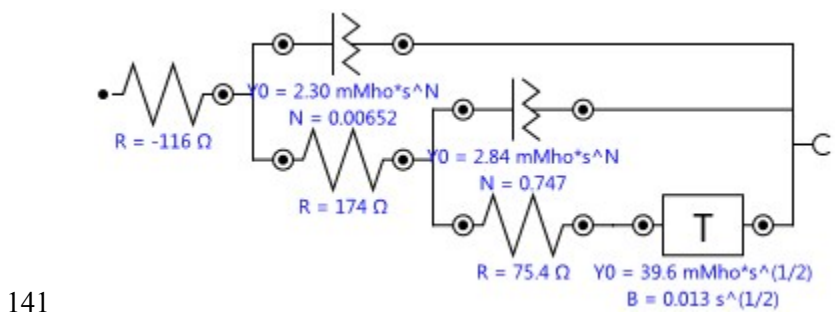 Y0 = 2.30 mMho*s^N
N = 0.00652
R = -116 Ω
Y0 = 2.84 mMho*s^N
N = 0.747
R = 174 Ω
T
R = 75.4 Ω
Y0 = 39.6 mMho*s^(1/2)
B = 0.013 s^(1/2)
141